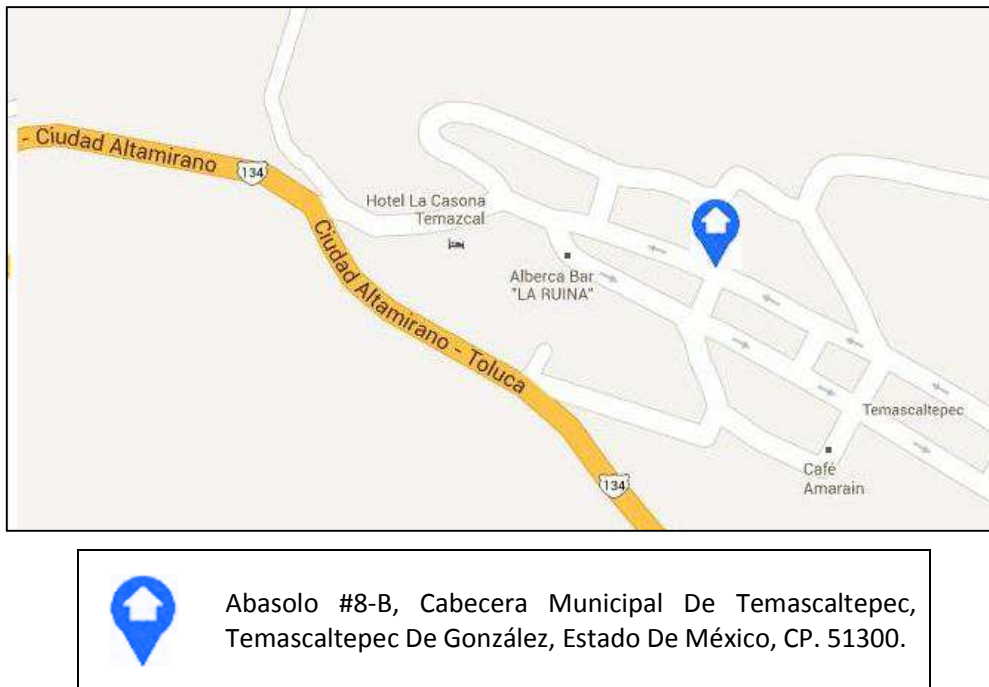 - Ciudad Altamirano
134
Hotel La Casona
Temazcal
Alberca Bar
"LA RUINA"
Ciudad Altamirano - Toluca
Temascaltepec
Café
Amarain
134
Abasolo #8-B, Cabecera Municipal De Temascaltepec,
Temascaltepec De González, Estado De México, CP. 51300.